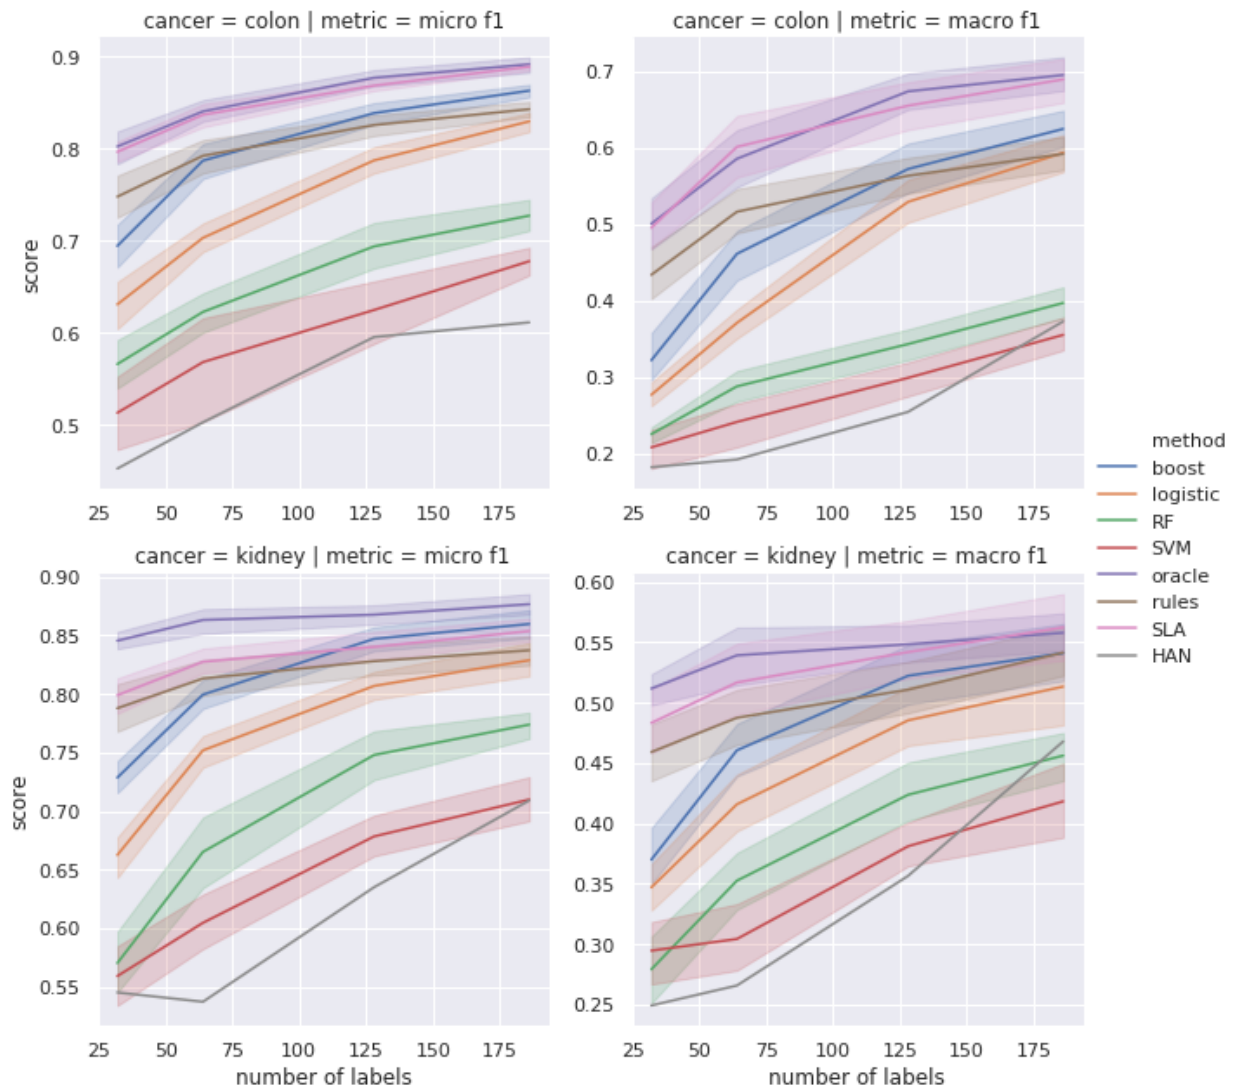 cancer = colon | metric = micro f1
0.9
0.8
0.7
0.6
0.5
score
25 50 75 100 125 150 175
cancer = colon | metric = macro f1
0.7
0.6
0.5
0.4
0.3
0.2
25 50 75 100 125 150 175
cancer = kidney | metric = micro f1
0.90
0.85
0.80
0.75
0.70
0.65
0.60
0.55
score
25 50 75 100 125 150 175
number of labels
cancer = kidney | metric = macro f1
0.60
0.55
0.50
0.45
0.40
0.35
0.30
0.25
25 50 75 100 125 150 175
number of labels
method
boost
logistic
RF
SVM
oracle
rules
SLA
HAN